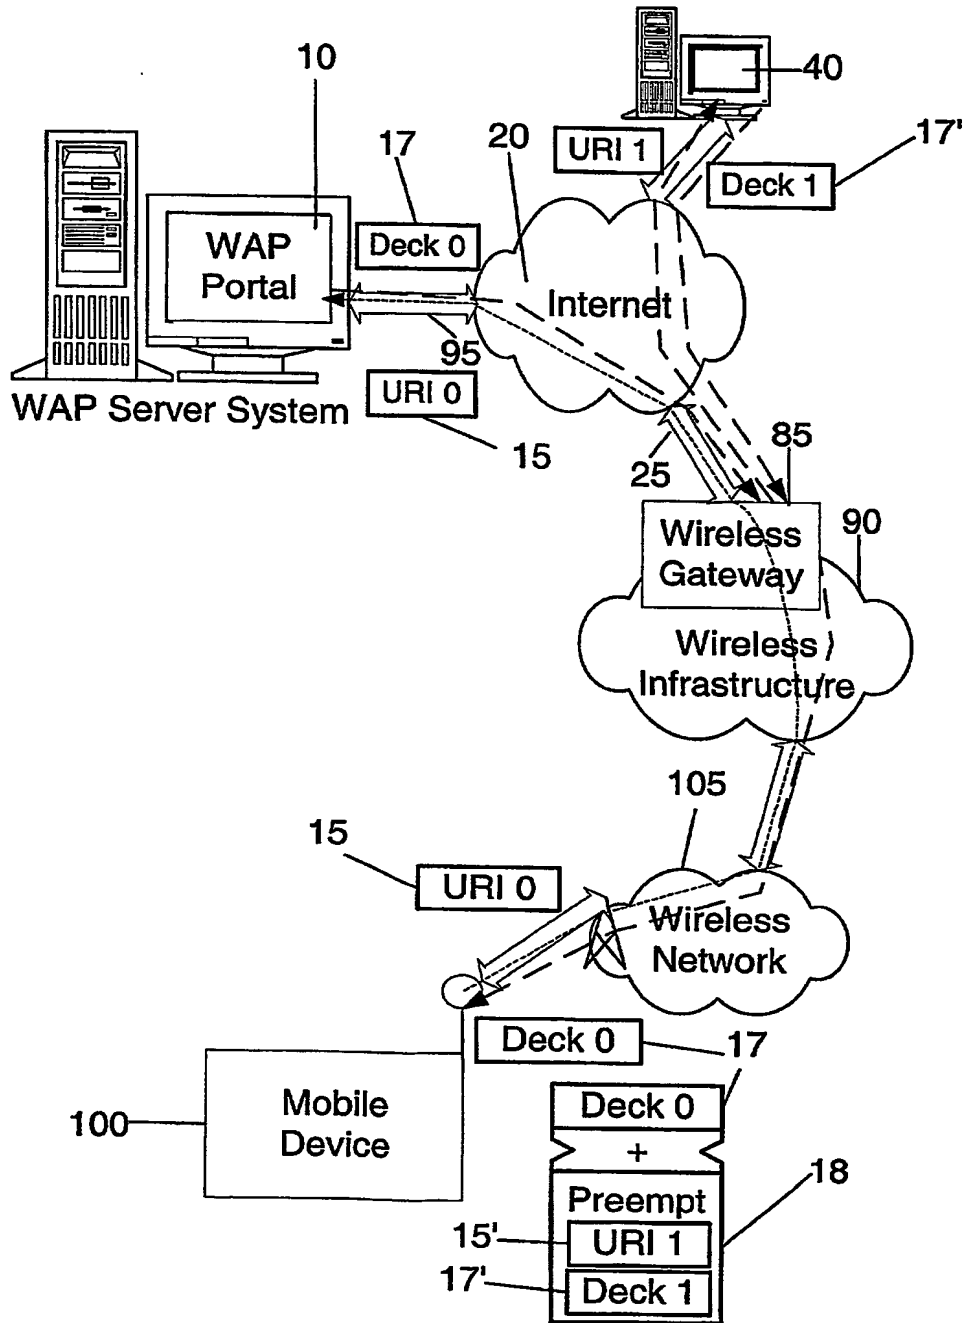 10
40
17
20
URI 1
17'
Deck 1
Deck 0
WAP
Portal
Internet
95
URI 0
WAP Server System
15
25
85
Wireless
Gateway
90
Wireless
Infrastructure
105
15
URI 0
Wireless
Network
Deck 0
17
Mobile
Device
100
Deck 0
+
18
Preempt
15'
URI 1
17'
Deck 1